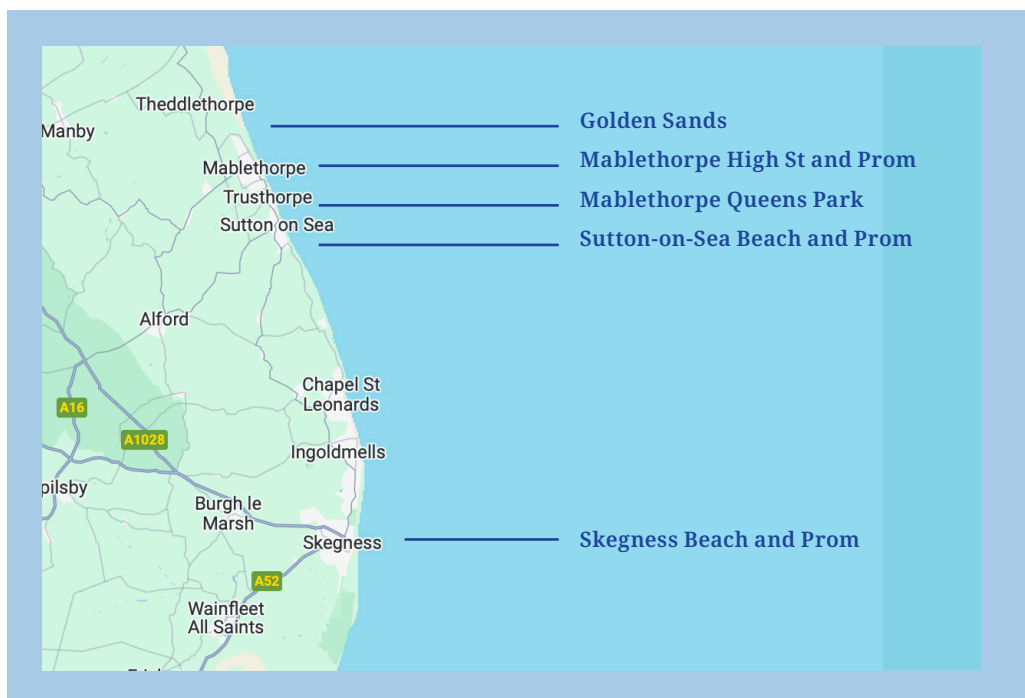 Theddlethorpe
Golden Sands
Manby
Mablethorpe High St and Prom
Mablethorpe
Trusthorpe
Mablethorpe Queens Park
Sutton on Sea
Sutton-on-Sea Beach and Prom
Alford
Chapel St
Leonards
A16
A1028
Ingoldmells
pilsby
Burgh le
Marsh
Skegness
Skegness Beach and Prom
A52
Wainfleet
All Saints